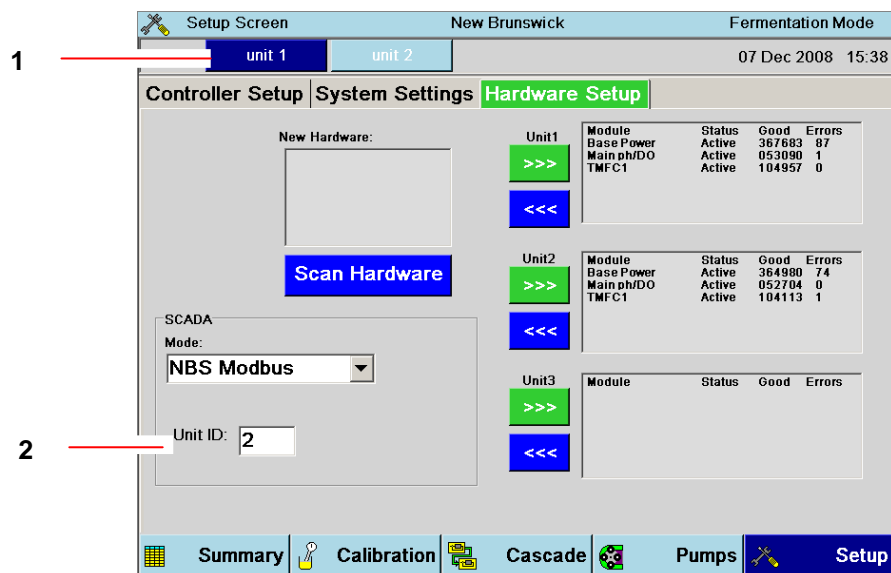 Setup Screen New Brunswick Fermentation Mode
1
unit 1 unit 2 07 Dec 2008 15:38
Controller Setup System Settings Hardware Setup
New Hardware:
Scan Hardware
Unit1
>>>
<<<
Module Status Good Errors
Base Power Active 367683 87
Main ph/DO Active 053090 1
TMFC1 Active 104957 0
Unit2
>>>
<<<
Module Status Good Errors
Base Power Active 364980 74
Main ph/DO Active 052704 0
TMFC1 Active 104113 1
SCADA
Mode:
NBS Modbus
2
Unit ID: 2
Unit3
>>>
<<<
Module Status Good Errors
Summary Calibration Cascade Pumps Setup